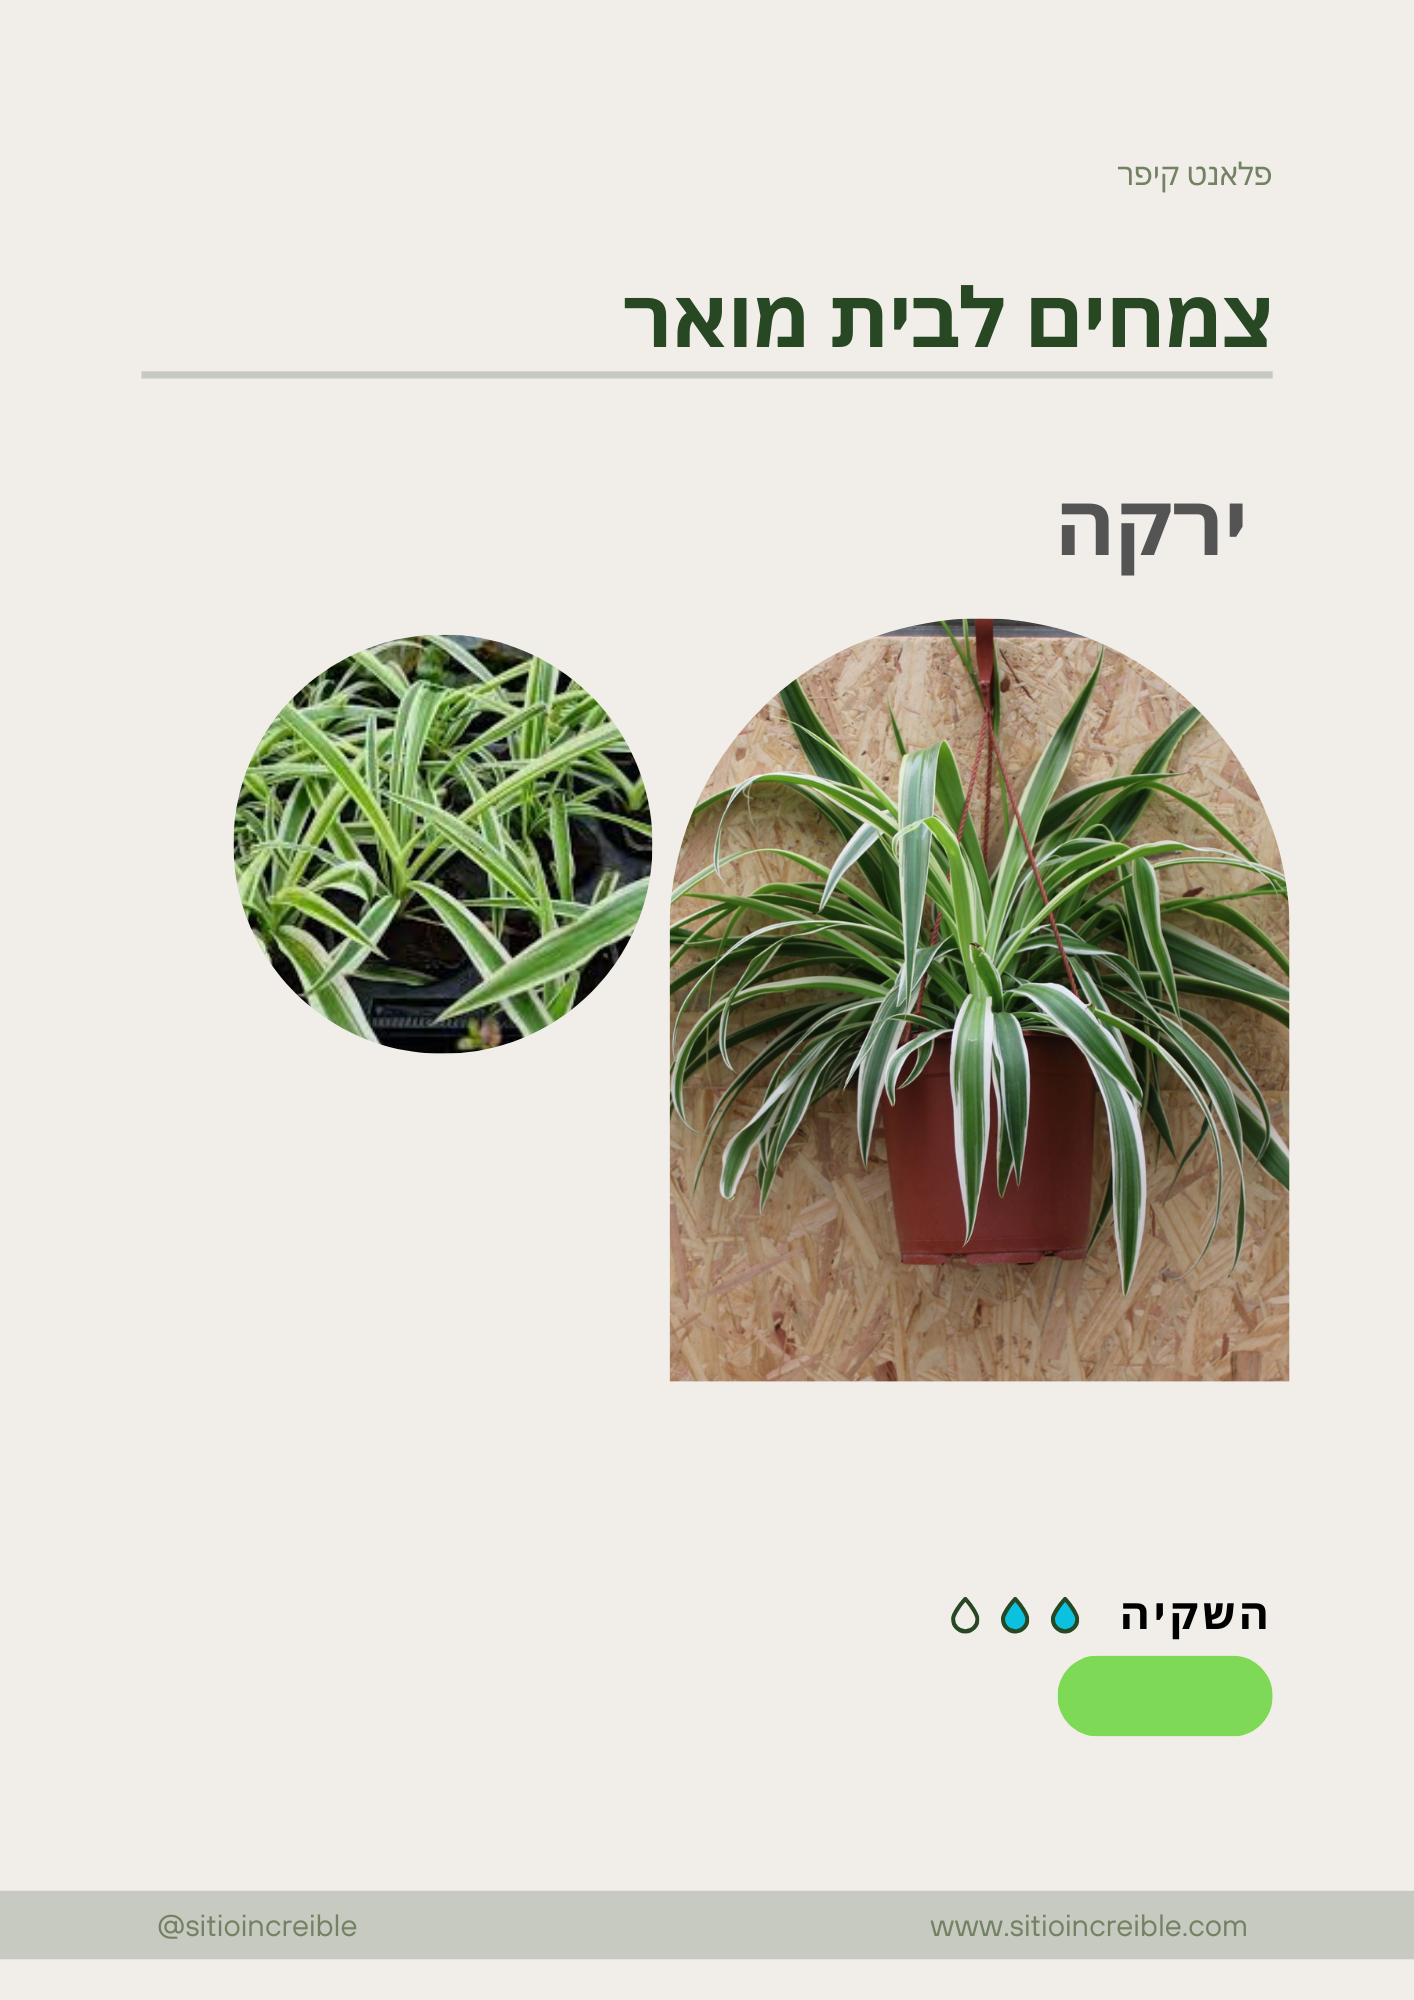 פלאנט קיפר
צמחים לבית מואר
ירקה
השקיה
@sitioincreible
www.sitioincreible.com